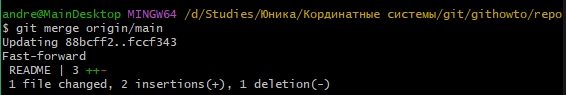 andre@MainDesktop MINGW64 /d/Studies/Юника/Кординатные системы/git/githowto/repo
$ git merge origin/main
Updating 88bcff2..fccf343
Fast-forward
 README | 3 ++-
 1 file changed, 2 insertions(+), 1 deletion(-)